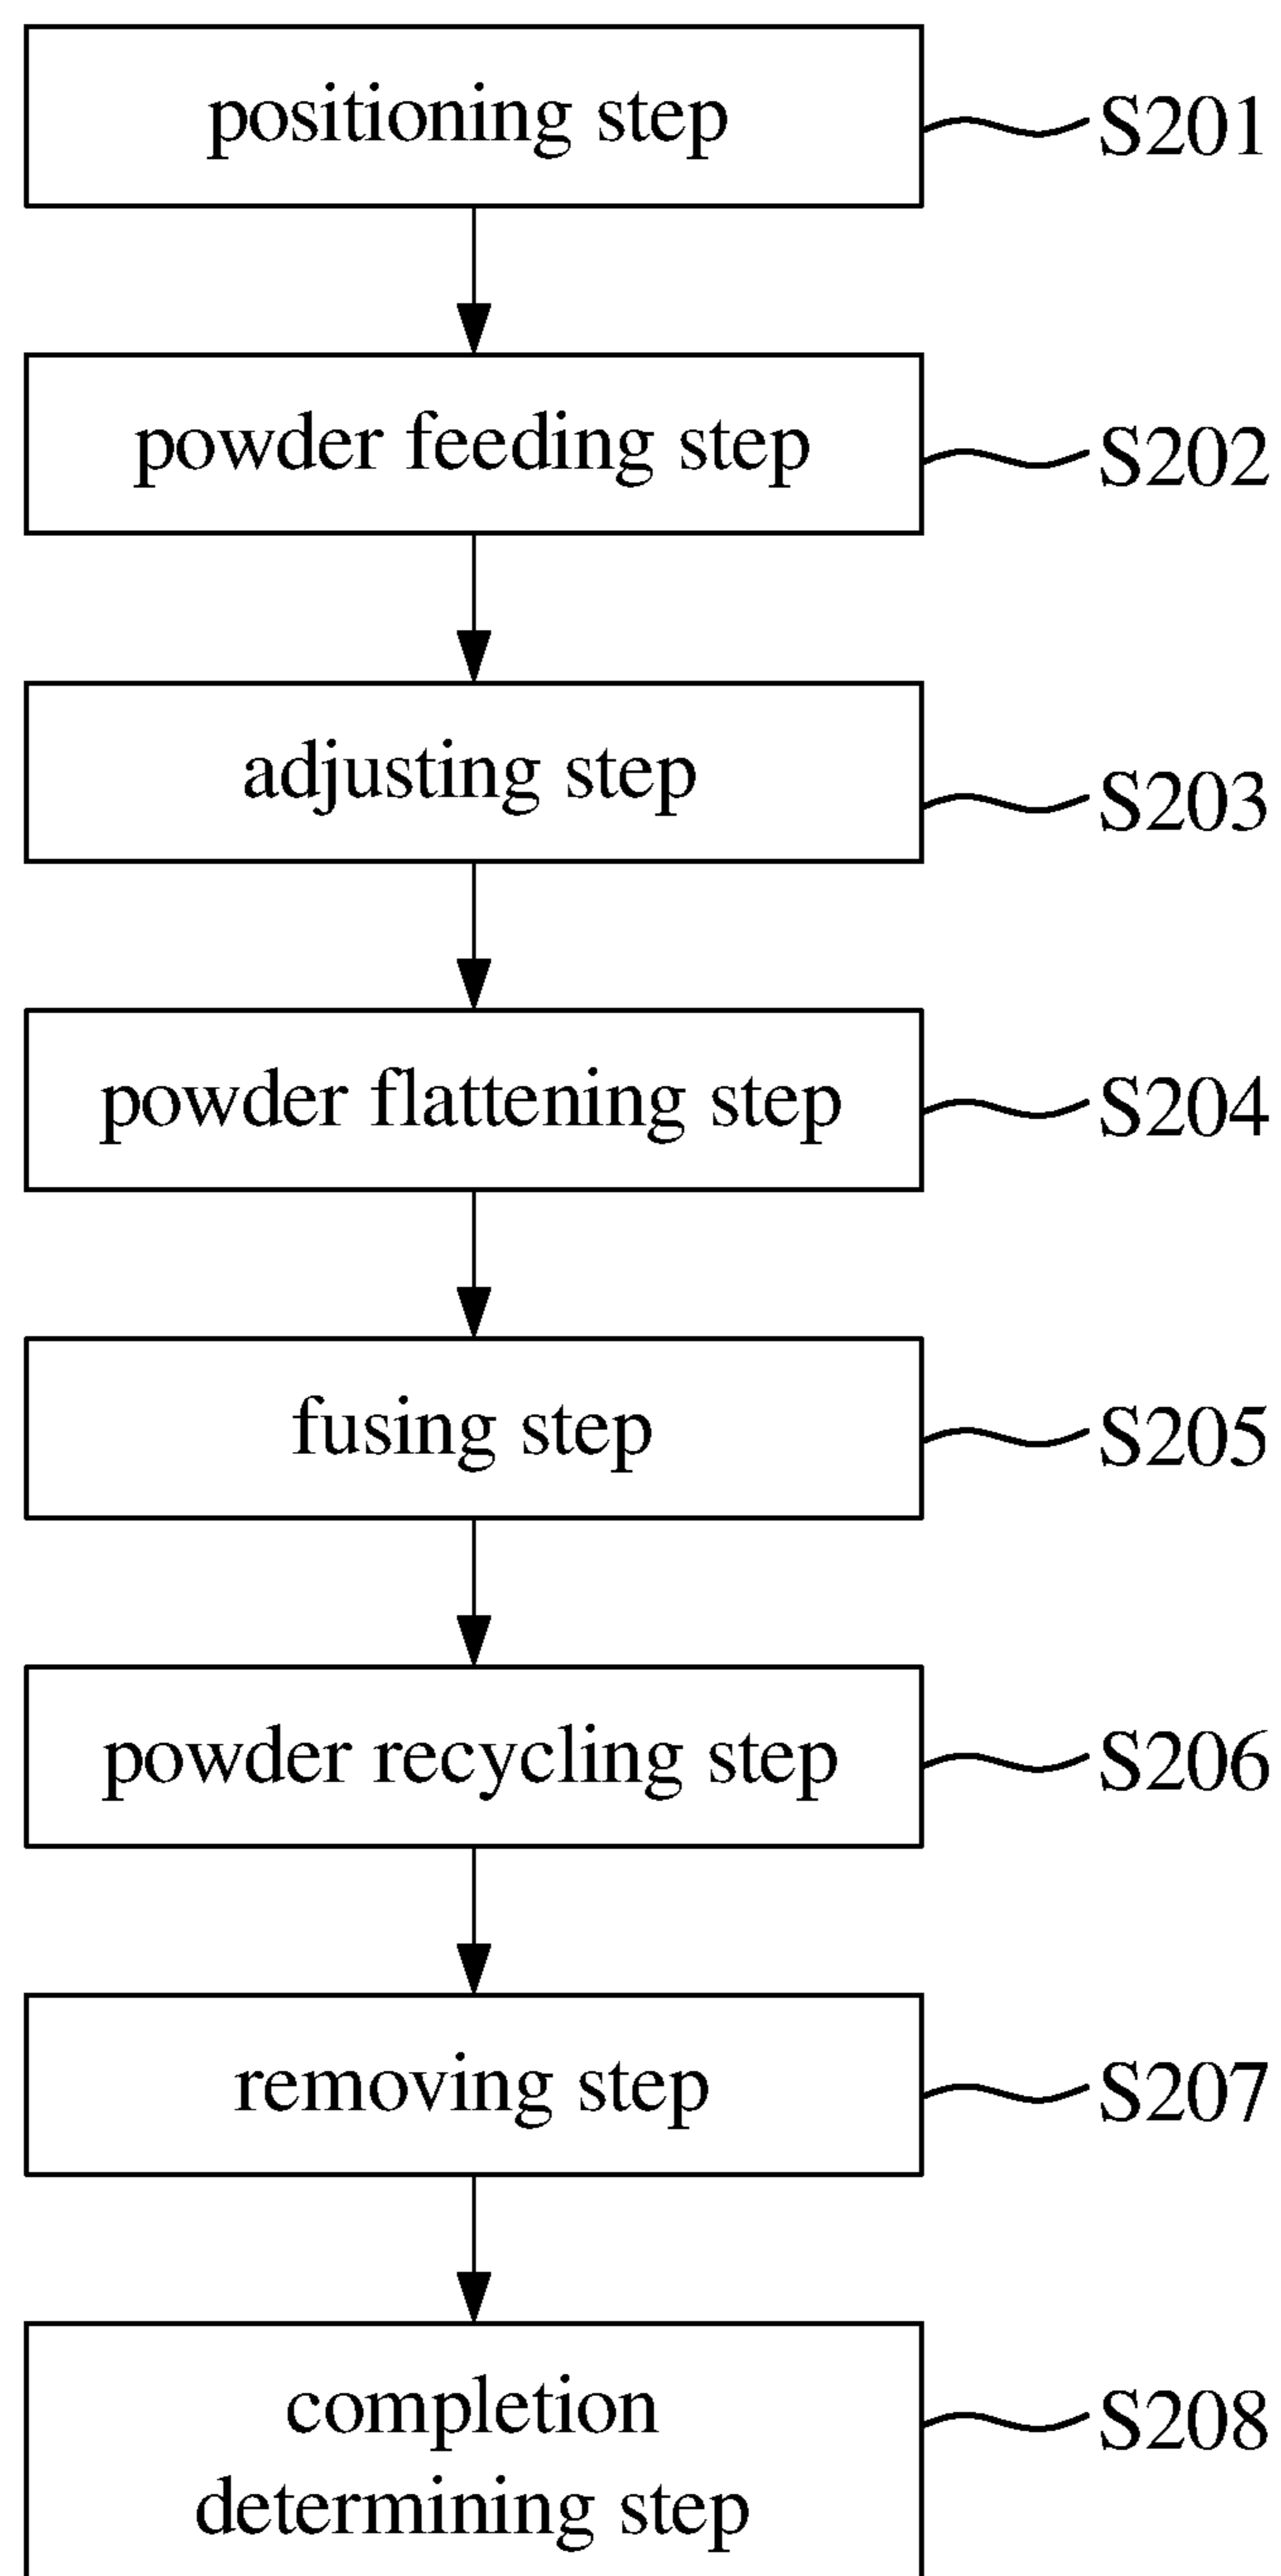 positioning step
S201
powder feeding step
S202
adjusting step
S203
powder flattening step
S204
fusing step
S205
powder recycling step
S206
removing step
S207
completion
determining step
S208